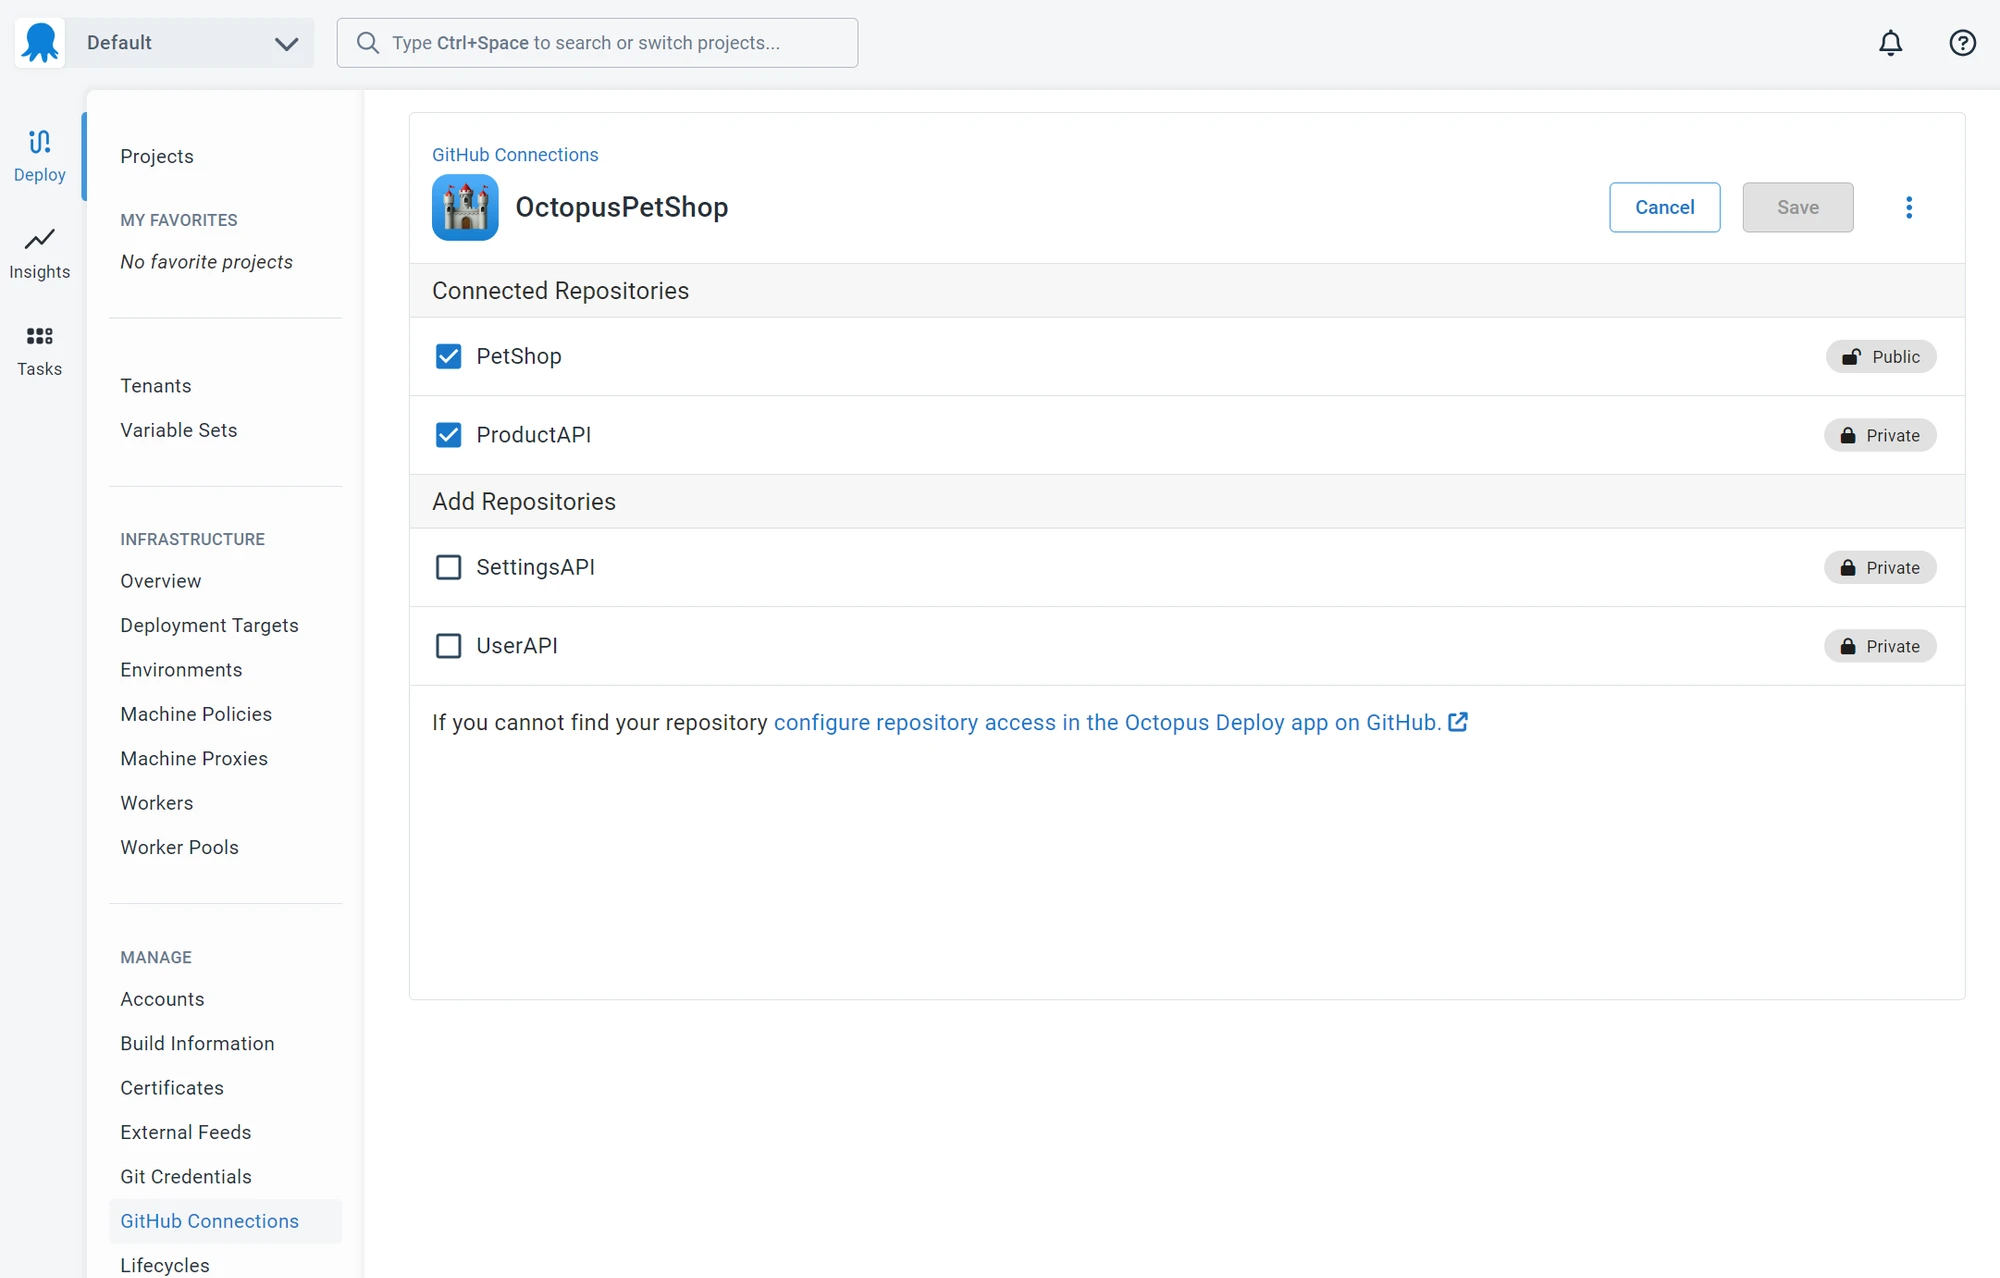 Default
Type Ctrl+Space to search or switch projects...
Deploy
Insights
Tasks
Projects
MY FAVORITES
No favorite projects
Tenants
Variable Sets
INFRASTRUCTURE
Overview
Deployment Targets
Environments
Machine Policies
Machine Proxies
Workers
Worker Pools
MANAGE
Accounts
Build Information
Certificates
External Feeds
Git Credentials
GitHub Connections
Lifecycles
GitHub Connections
OctopusPetShop
Cancel
Save
Connected Repositories
PetShop
Public
ProductAPI
Private
Add Repositories
SettingsAPI
Private
UserAPI
Private
If you cannot find your repository configure repository access in the Octopus Deploy app on GitHub.